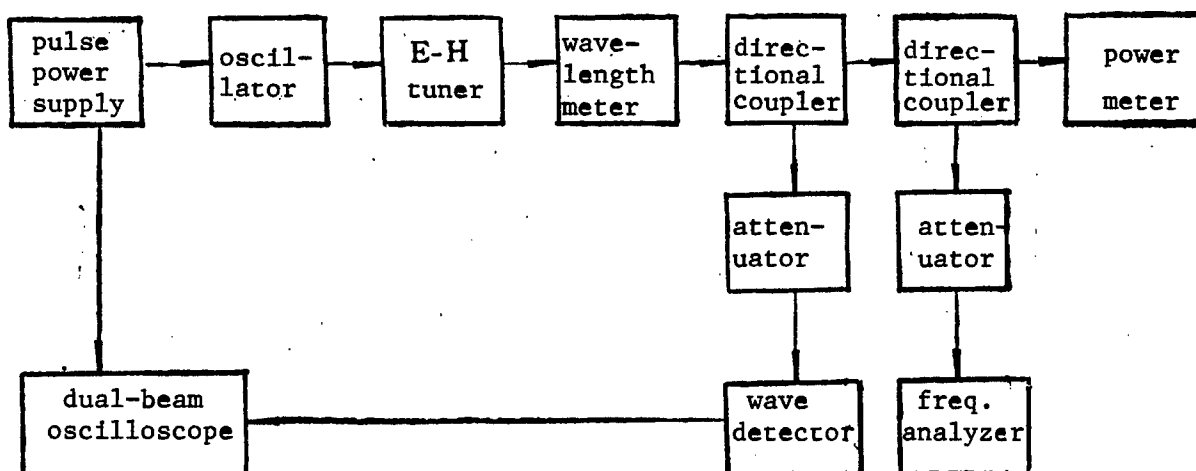 pulse
power
supply
oscil-
lator
E-H
tuner
wave-
length
meter
direc-
tional
coupler
direc-
tional
coupler
power
meter
atten-
uator
atten-
uator
dual-beam
oscilloscope
wave
detector
freq.
analyzer